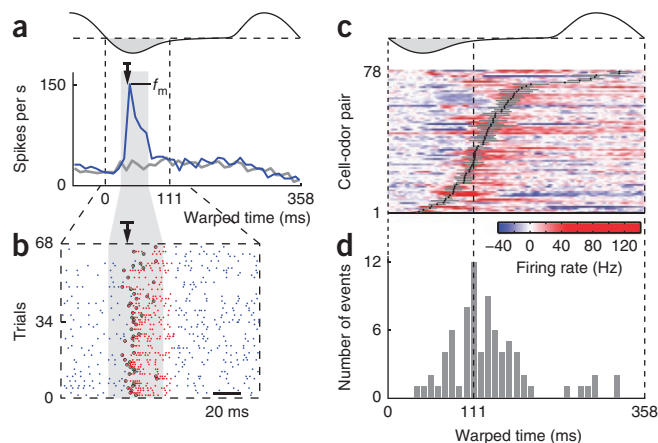 a
150
Spikes per s
0
fm
0
111
358
Warped time (ms)
b
68
Trials
34
0
20 ms
c
78
Cell-odor pair
1
−40
0
40
80
120
Firing rate (Hz)
d
12
Number of events
6
0
0
111
358
Warped time (ms)